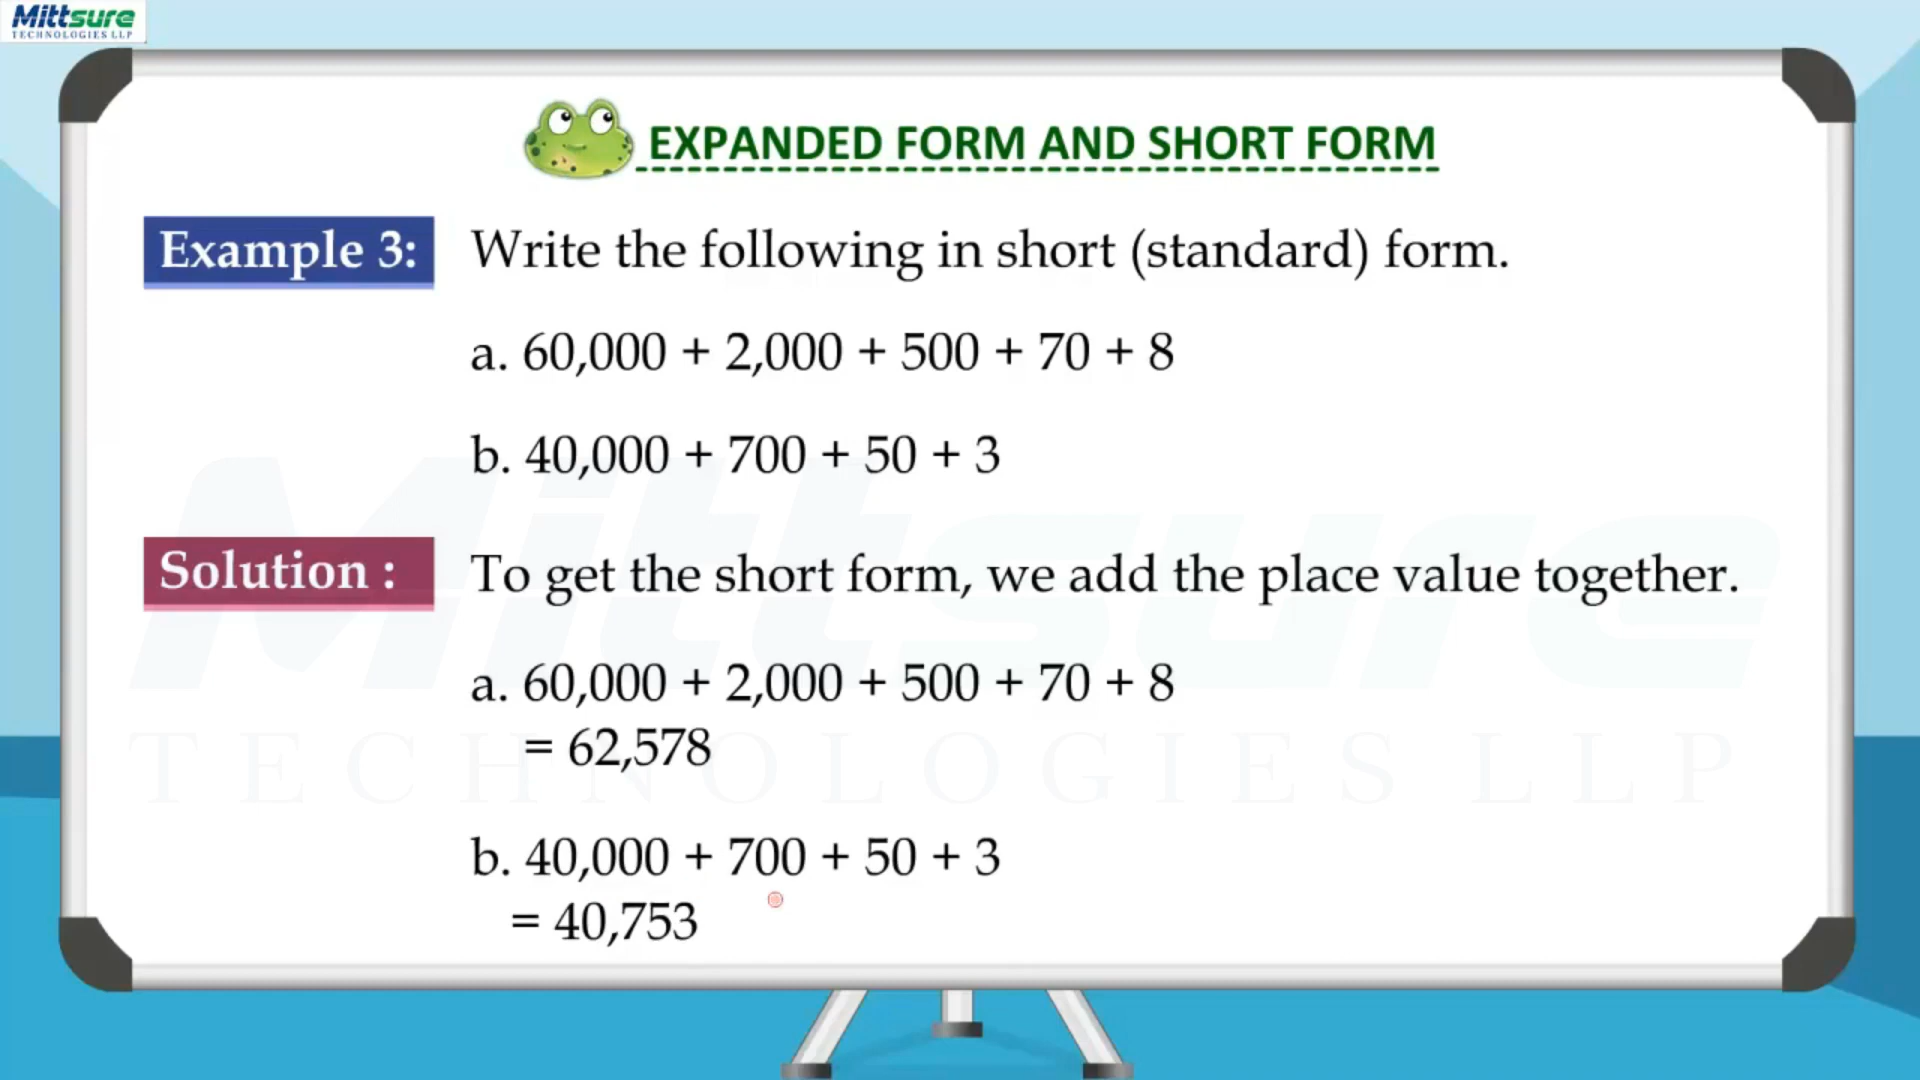 Mittsure
TECHNOLOGIES LLP
EXPANDED FORM AND SHORT FORM
Example 3: Write the following in short (standard) form.
a. 60,000 + 2,000 + 500 + 70 + 8
b. 40,000 + 700 + 50 + 3
Solution : To get the short form, we add the place value together.
a. 60,000 + 2,000 + 500 + 70 + 8
= 62,578
b. 40,000 + 700 + 50 + 3
= 40,753
Mittsure
TECHNOLOGIES LLP